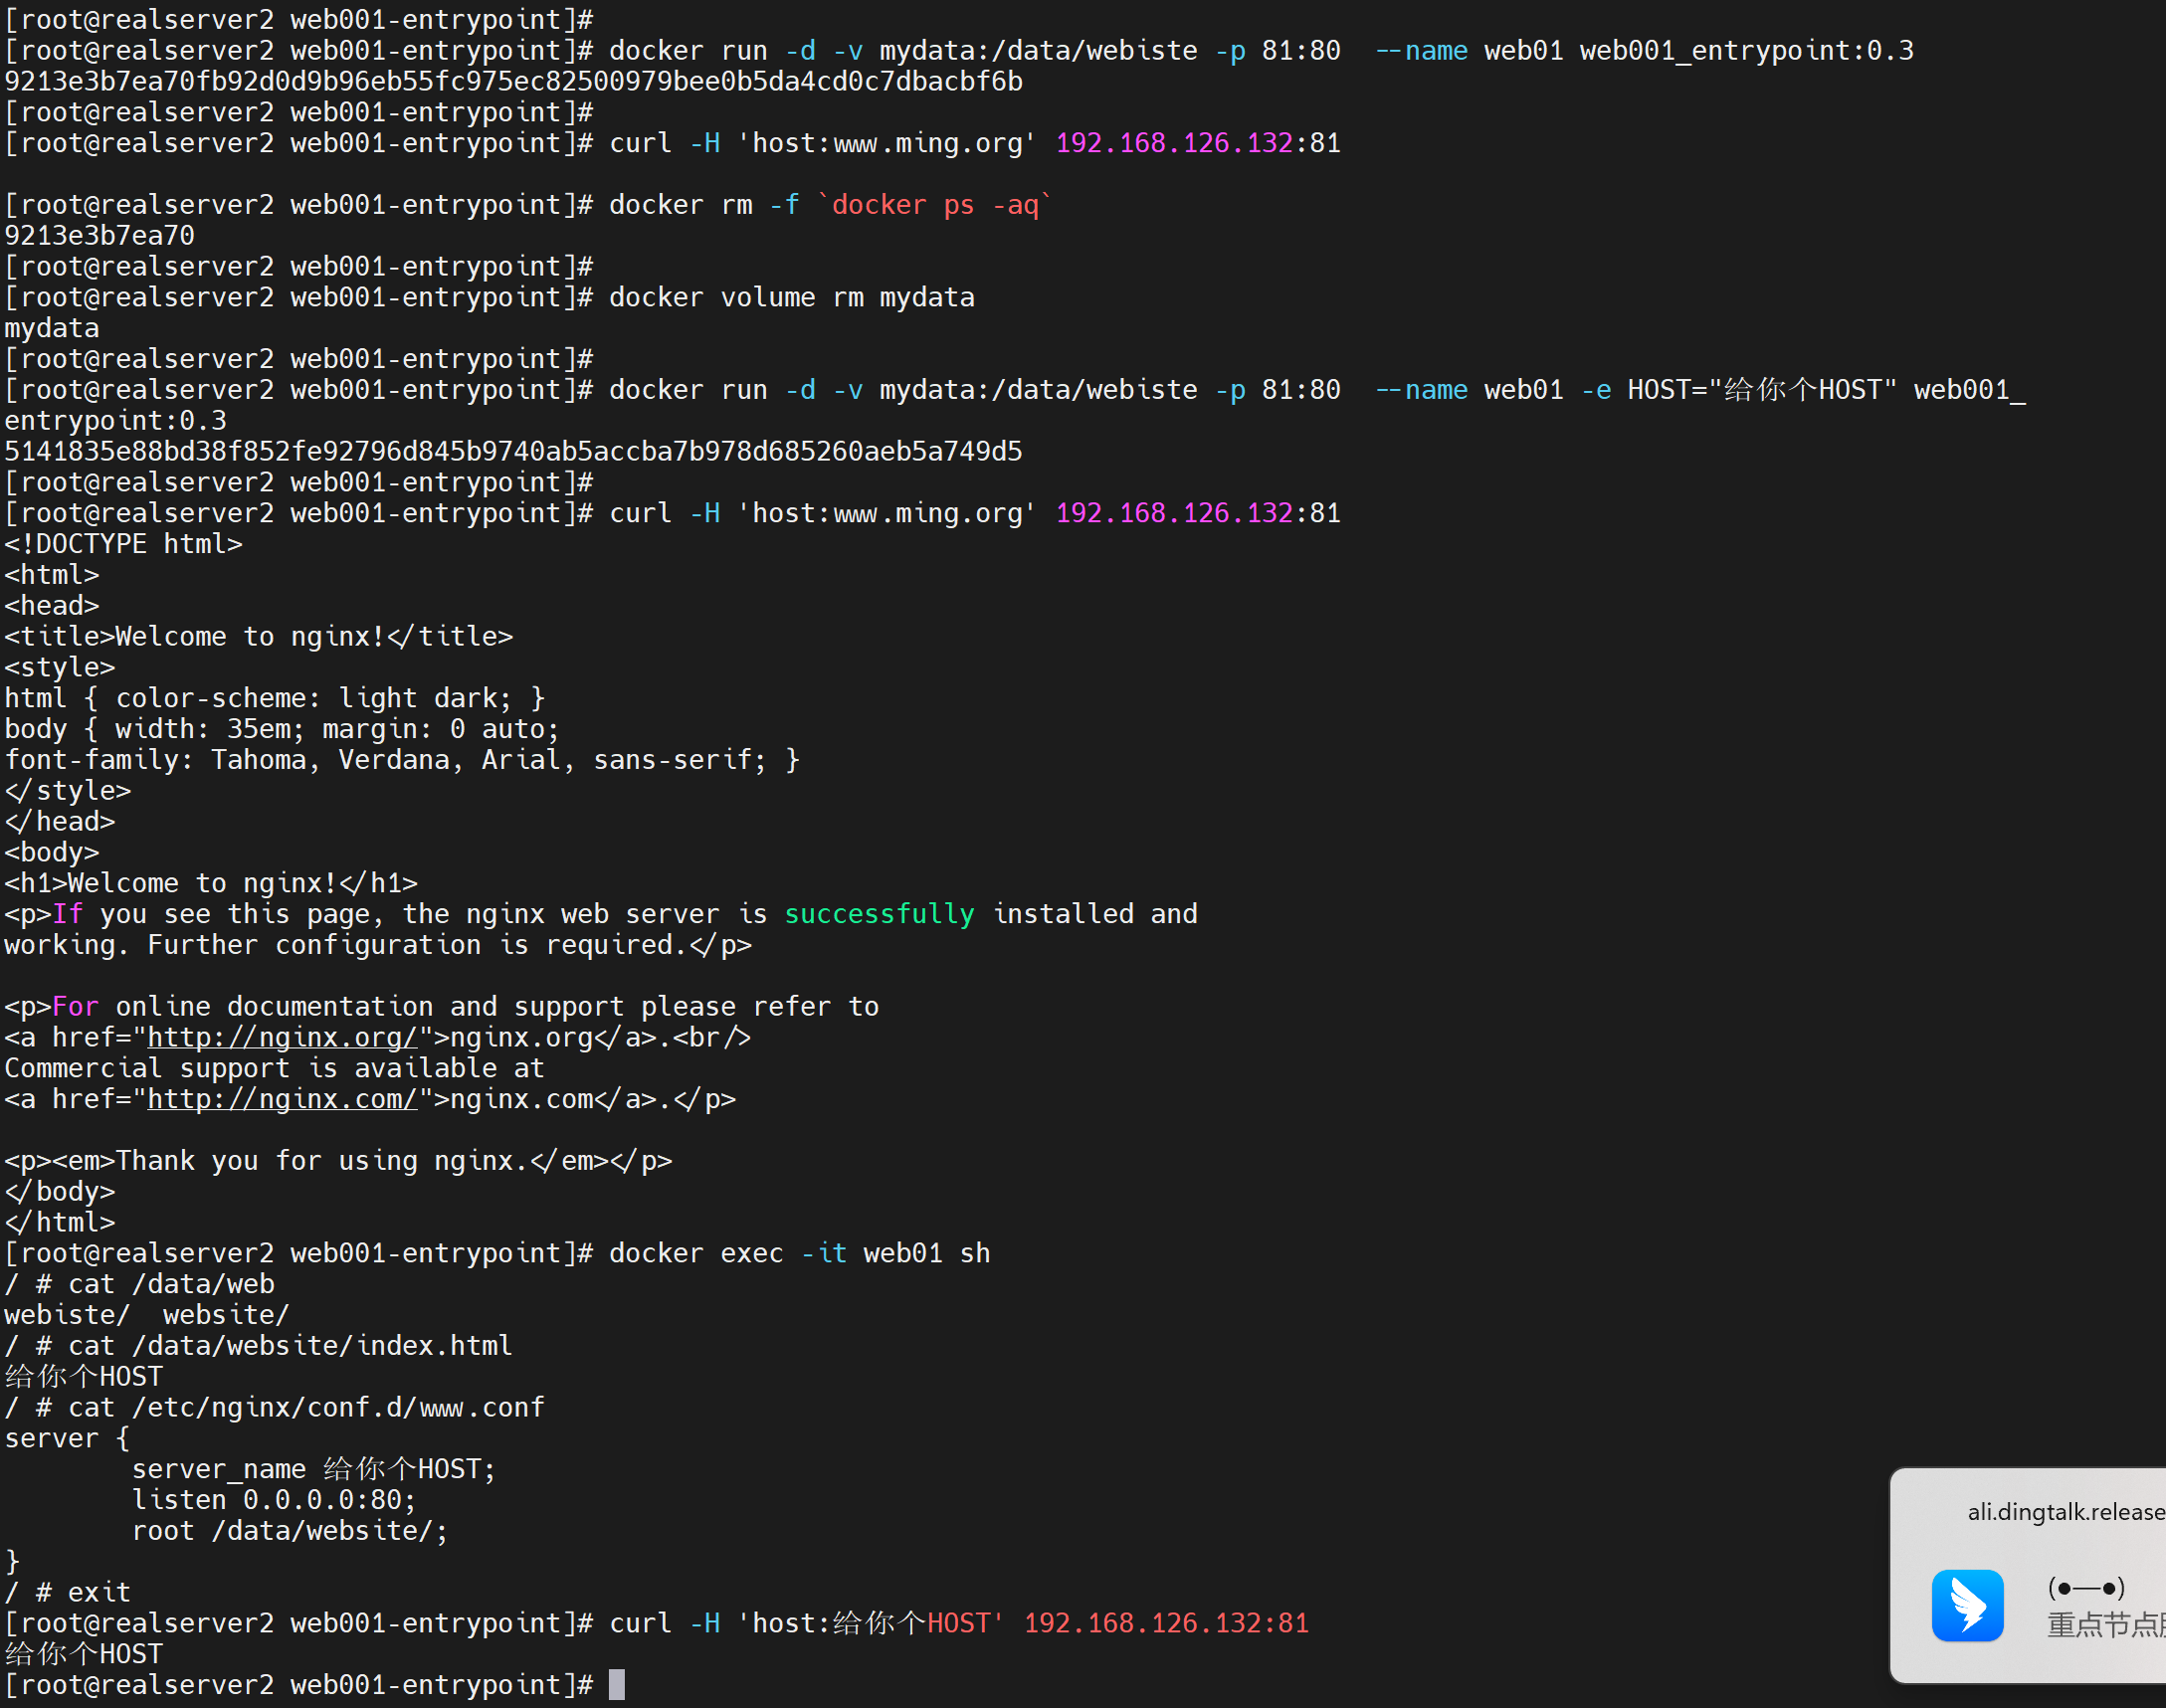 [root@realserver2 web001-entrypoint]#
[root@realserver2 web001-entrypoint]# docker run -d -v mydata:/data/webiste -p 81:80  --name web01 web001_entrypoint:0.3
9213e3b7ea70fb92d0d9b96eb55fc975ec82500979bee0b5da4cd0c7dbacbf6b
[root@realserver2 web001-entrypoint]#
[root@realserver2 web001-entrypoint]# curl -H 'host:www.ming.org' 192.168.126.132:81
[root@realserver2 web001-entrypoint]# docker rm -f `docker ps -aq`
9213e3b7ea70
[root@realserver2 web001-entrypoint]#
[root@realserver2 web001-entrypoint]# docker volume rm mydata
mydata
[root@realserver2 web001-entrypoint]#
[root@realserver2 web001-entrypoint]# docker run -d -v mydata:/data/webiste -p 81:80  --name web01 -e HOST="给你个HOST" web001_
entrypoint:0.3
5141835e88bd38f852fe92796d845b9740ab5accba7b978d685260aeb5a749d5
[root@realserver2 web001-entrypoint]#
[root@realserver2 web001-entrypoint]# curl -H 'host:www.ming.org' 192.168.126.132:81
<!DOCTYPE html>
<html>
<head>
<title>Welcome to nginx!</title>
<style>
html { color-scheme: light dark; }
body { width: 35em; margin: 0 auto;
font-family: Tahoma, Verdana, Arial, sans-serif; }
</style>
</head>
<body>
<h1>Welcome to nginx!</h1>
<p>If you see this page, the nginx web server is successfully installed and
working. Further configuration is required.</p>
<p>For online documentation and support please refer to
<a href="http://nginx.org/">nginx.org</a>.<br/>
Commercial support is available at
<a href="http://nginx.com/">nginx.com</a>.</p>
<p><em>Thank you for using nginx.</em></p>
</body>
</html>
[root@realserver2 web001-entrypoint]# docker exec -it web01 sh
/ # cat /data/web
webiste/  website/
/ # cat /data/website/index.html
给你个HOST
/ # cat /etc/nginx/conf.d/www.conf
server {
        server_name 给你个HOST;
        listen 0.0.0.0:80;
        root /data/website/;
}
/ # exit
[root@realserver2 web001-entrypoint]# curl -H 'host:给你个HOST' 192.168.126.132:81
给你个HOST
[root@realserver2 web001-entrypoint]#
ali.dingtalk.release
(●—●)
重点节点